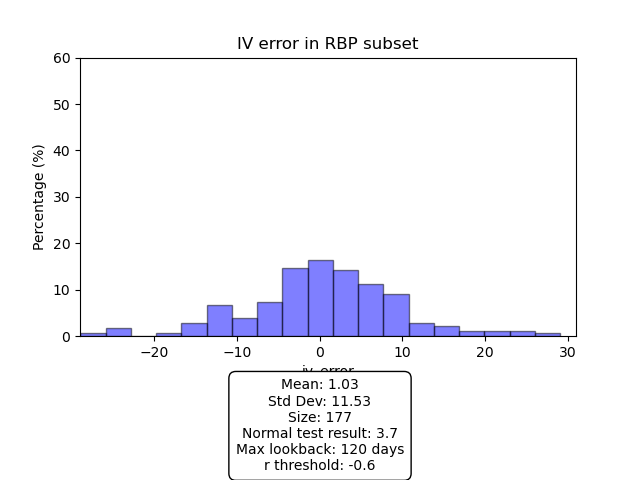 IV error in RBP subset
Percentage (%)
60
50
40
30
20
10
0
−20
−10
0
10
20
30
iv_error
Mean: 1.03
Std Dev: 11.53
Size: 177
Normal test result: 3.7
Max lookback: 120 days
r threshold: -0.6